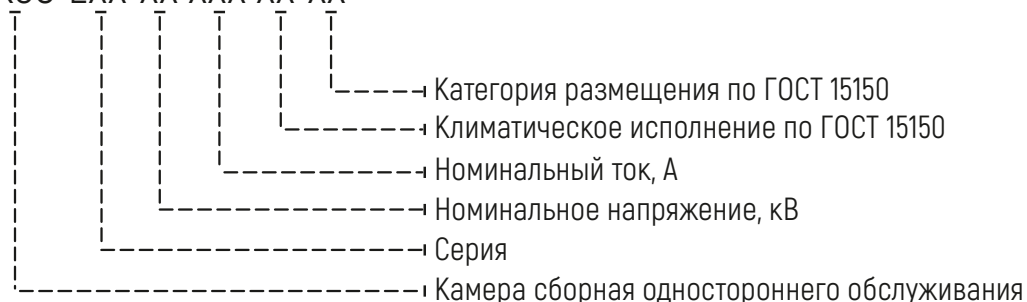 Категория размещения по ГОСТ 15150
Климатическое исполнение по ГОСТ 15150
Номинальный ток, А
Номинальное напряжение, кВ
Серия
Камера сборная одностороннего обслуживания